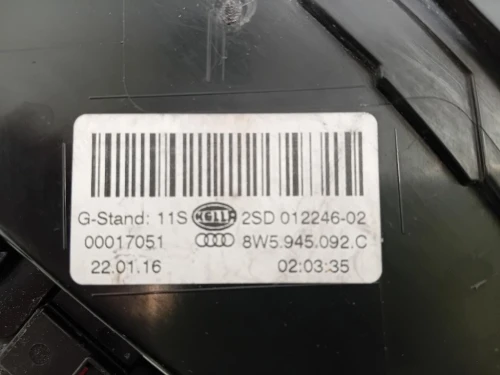 G-Stand: 11S HELLA 2SD 012246-02
00017051 8W5.945.092.C
22.01.16 02:03:35